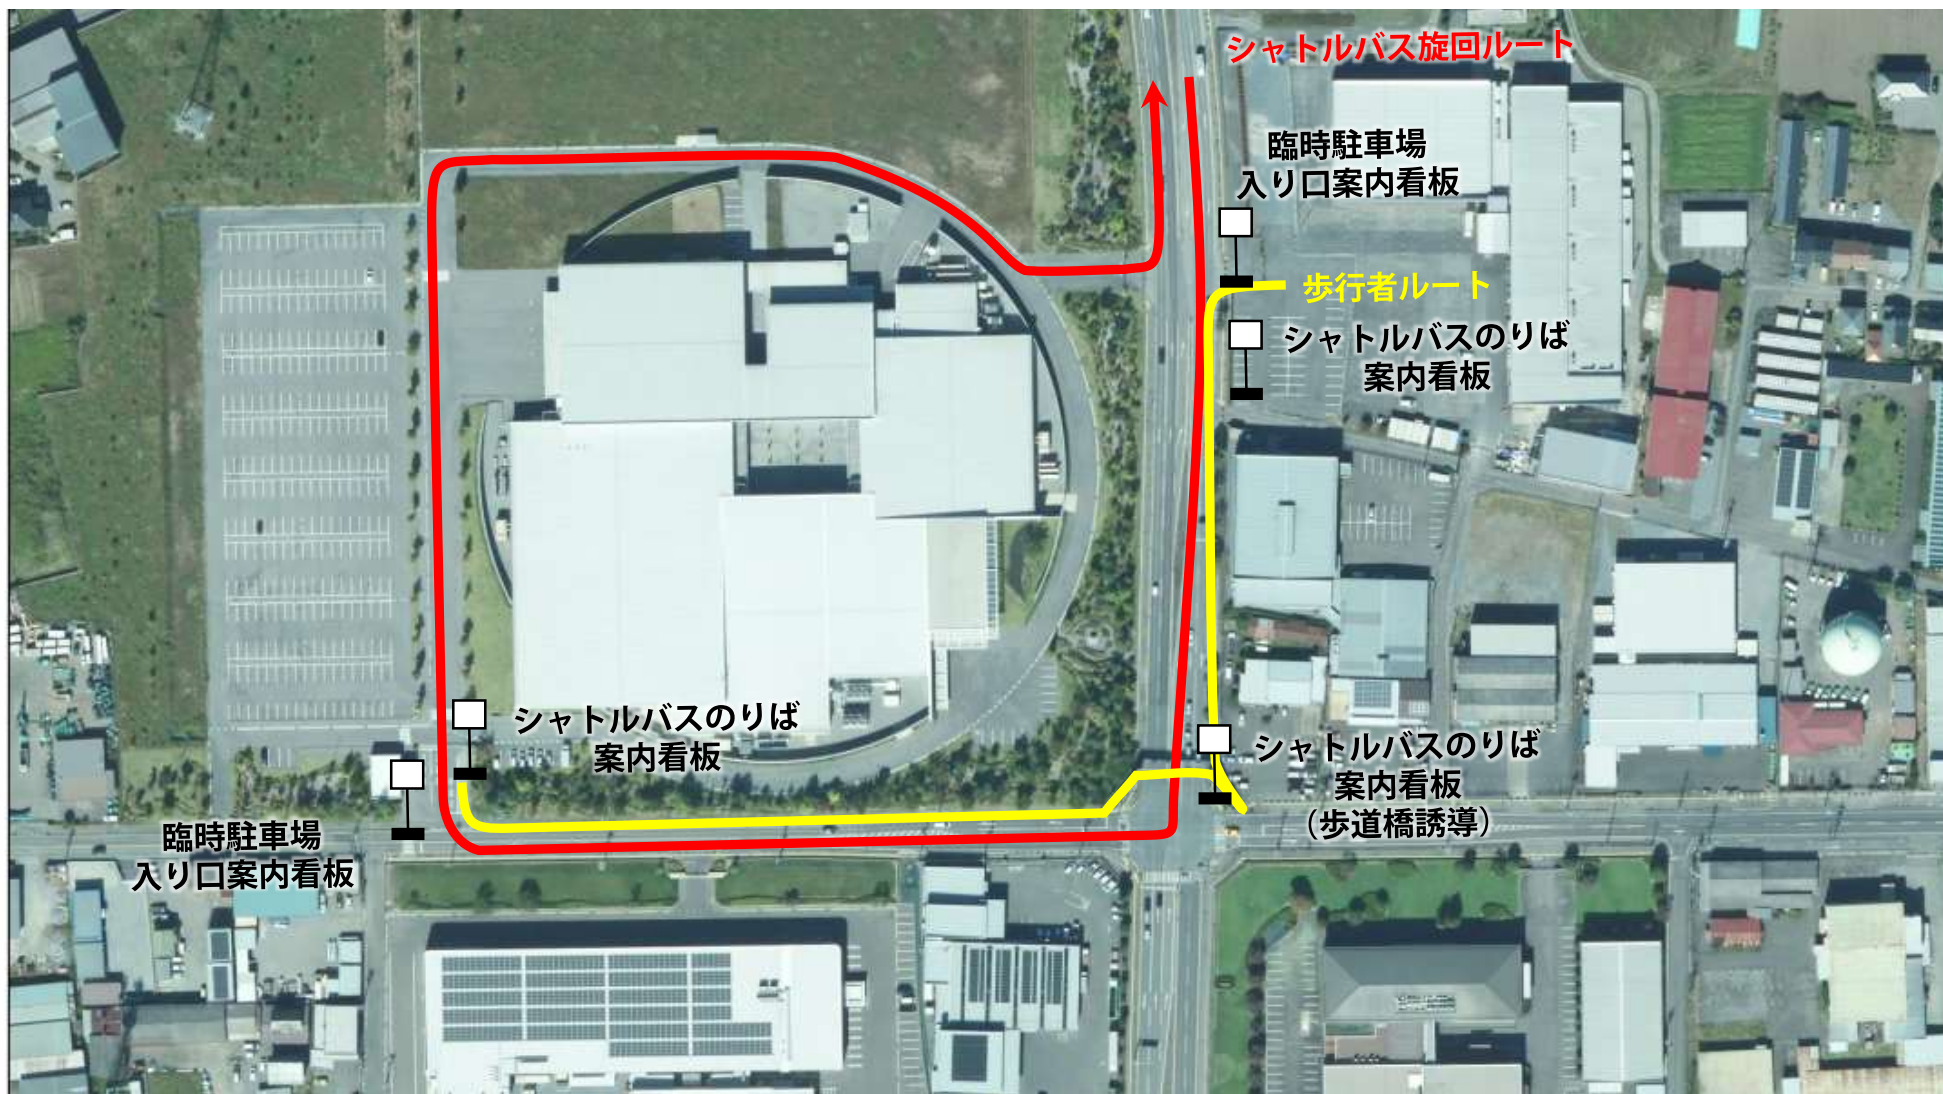 シャトルバス旋回ルート
臨時駐車場
入り口案内看板
歩行者ルート
シャトルバスのりば
案内看板
シャトルバスのりば
案内看板
シャトルバスのりば
案内看板
（歩道橋誘導）
臨時駐車場
入り口案内看板